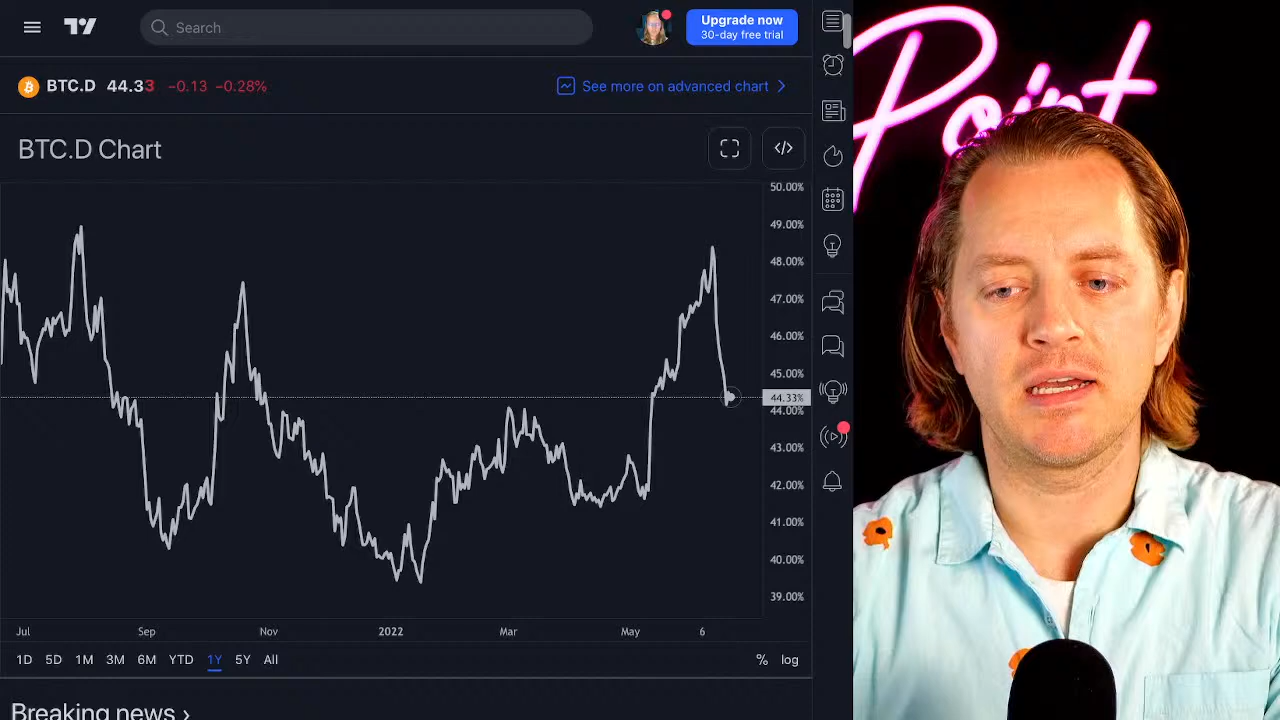 Search
Upgrade now
30-day free trial
BTC.D 44.33 −0.13 −0.28%
See more on advanced chart
BTC.D Chart
50.00%
49.00%
48.00%
47.00%
46.00%
45.00%
44.33%
44.00%
43.00%
42.00%
41.00%
40.00%
39.00%
Jul Sep Nov 2022 Mar May 6
1D 5D 1M 3M 6M YTD 1Y 5Y All % log
Breaking news
Point